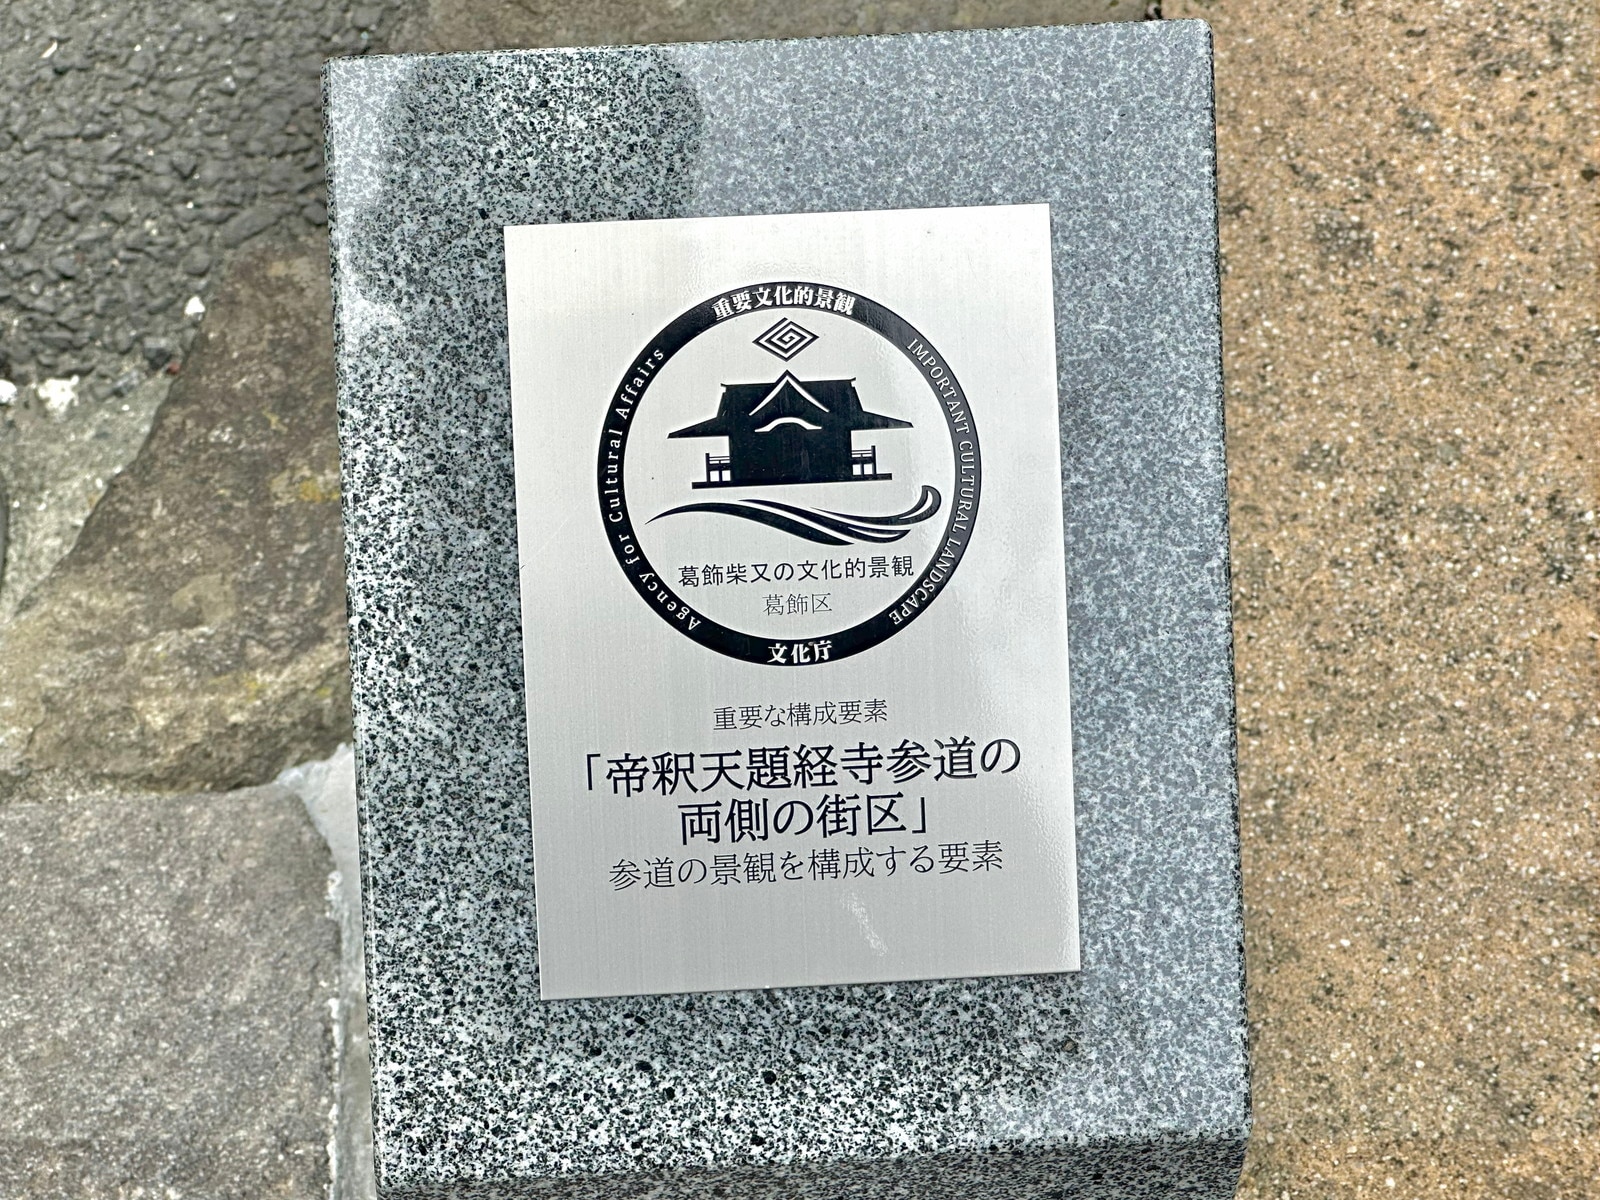 重要文化的景観
IMPORTANT CULTURAL LANDSCAPE
Agency for Cultural Affairs
葛飾柴又の文化的景観
葛飾区
文化庁
重要な構成要素
「帝釈天題経寺参道の
両側の街区」
参道の景観を構成する要素